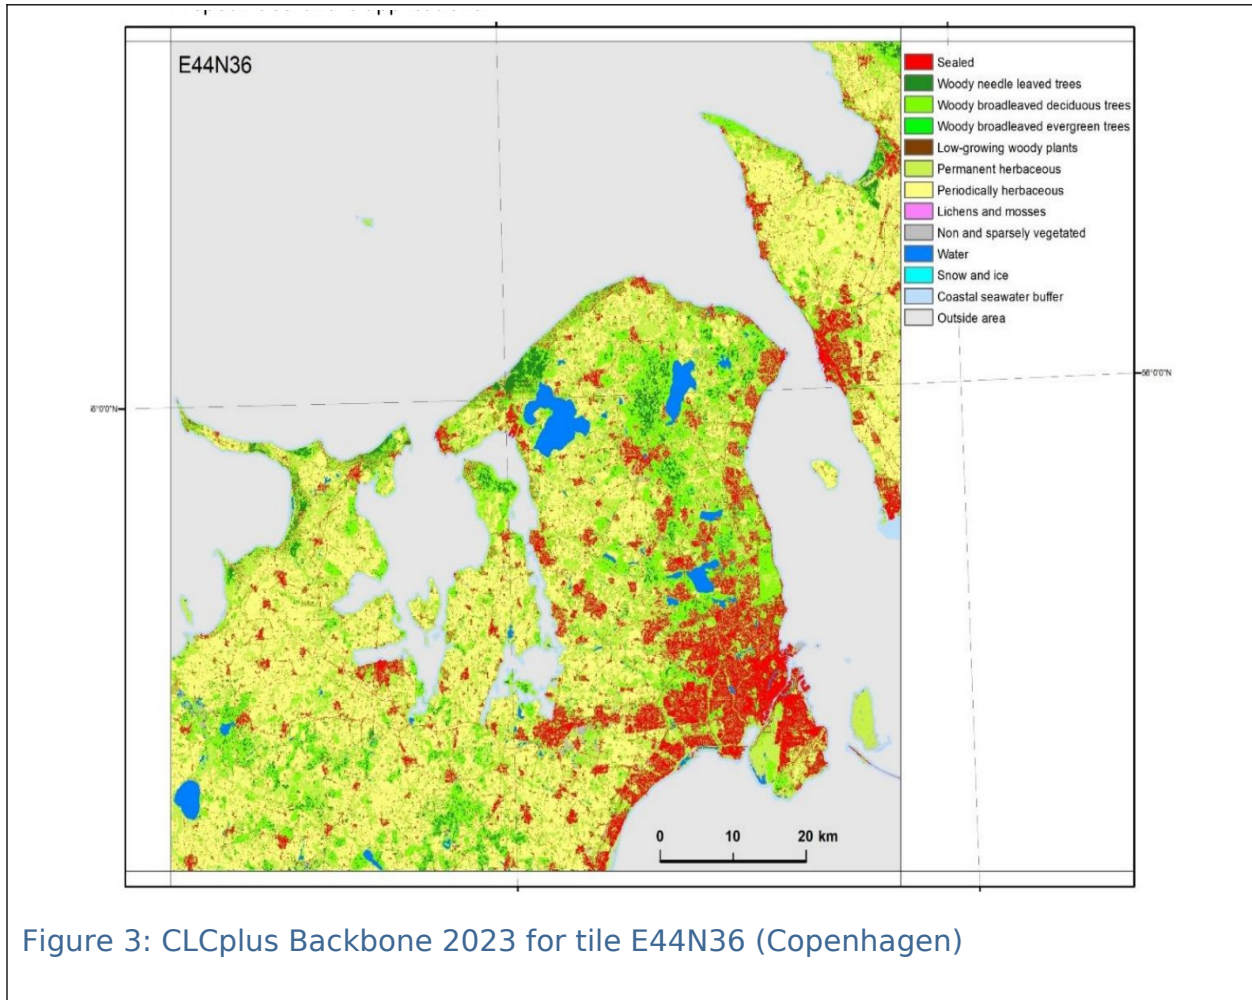 E44N36
Sealed
Woody needle leaved trees
Woody broadleaved deciduous trees
Woody broadleaved evergreen trees
Low-growing woody plants
Permanent herbaceous
Periodically herbaceous
Lichens and mosses
Non and sparsely vegetated
Water
Snow and ice
Coastal seawater buffer
Outside area
0 10 20 km
Figure 3: CLCplus Backbone 2023 for tile E44N36 (Copenhagen)